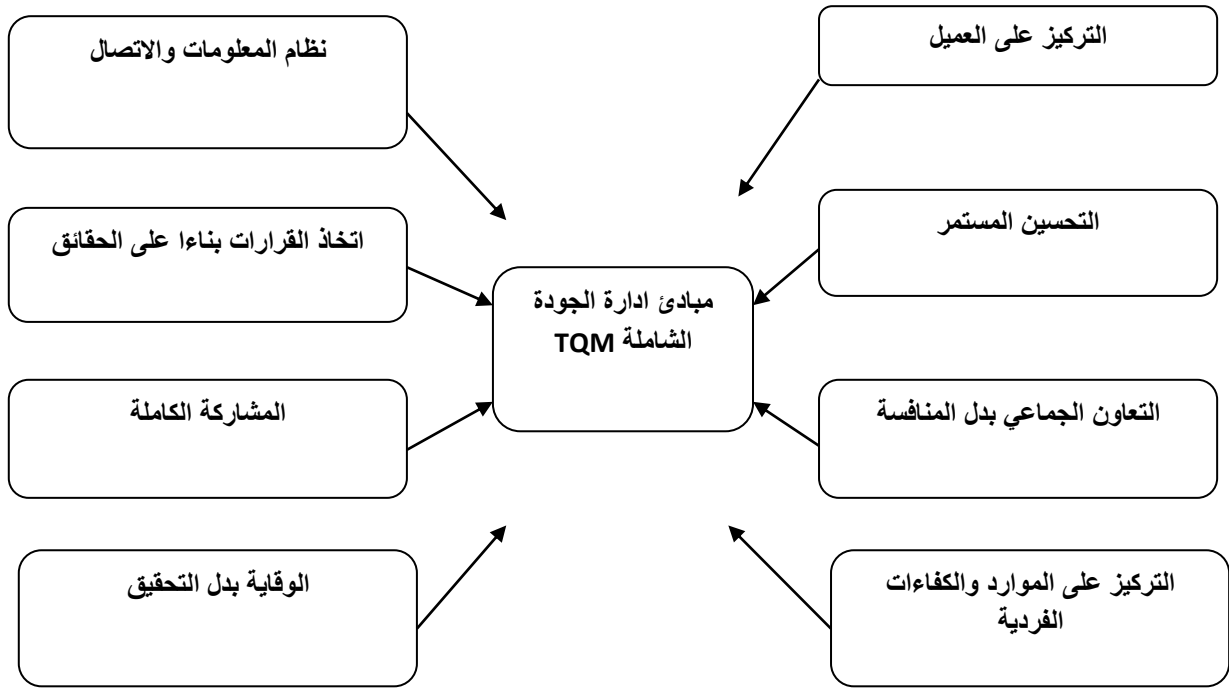 التركيز على العميل
نظام المعلومات والاتصال
التحسين المستمر
اتخاذ القرارات بناءا على الحقائق
مبادئ ادارة الجودة
الشاملة TQM
التعاون الجماعي بدل المنافسة
المشاركة الكاملة
التركيز على الموارد والكفاءات
الفردية
الوقاية بدل التحقيق